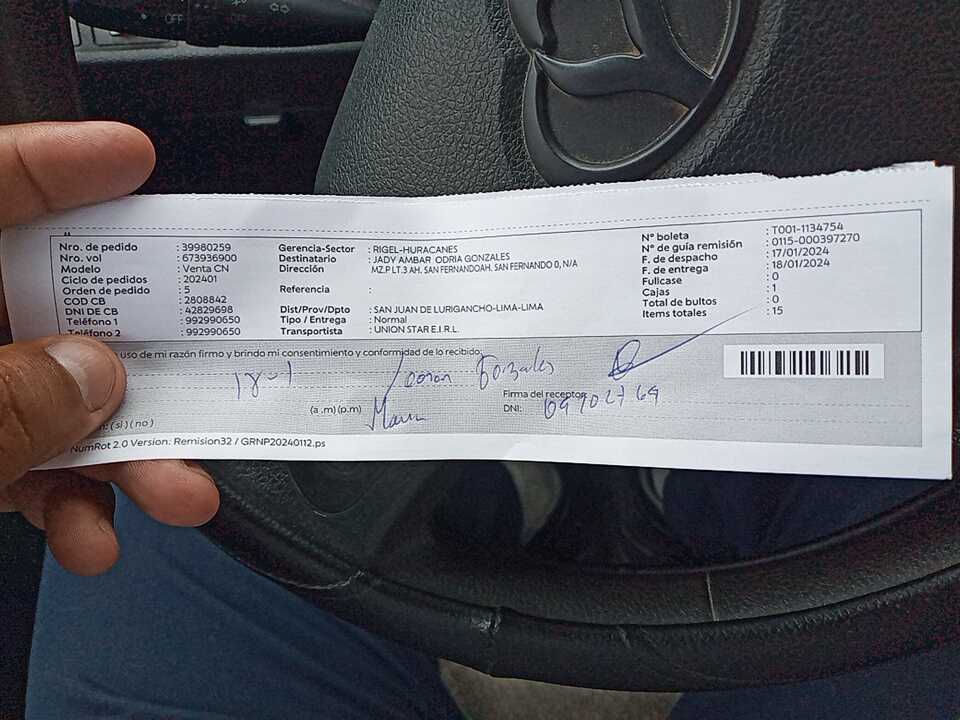 OFF
OFF
Nro. de pedido : 39980259
Nro. vol : 673936900
Modelo : Venta CN
Ciclo de pedidos : 202401
Orden de pedido : 5
COD CB : 2808842
DNI DE CB : 42829698
Teléfono 1 : 992990650
Teléfono 2 : 992990650
Gerencia-Sector : RIGEL-HURACANES
Destinatario : JADY AMBAR ODRIA GONZALES
Dirección : MZ.P LT.3 AH. SAN FERNANDOAH. SAN FERNANDO 0, N/A
Referencia :
Dist/Prov/Dpto : SAN JUAN DE LURIGANCHO-LIMA-LIMA
Tipo / Entrega : Normal
Transportista : UNION STAR E.I.R.L.
N° boleta : T001-1134754
N° de guía remisión : 0115-000397270
F. de despacho : 17/01/2024
F. de entrega : 18/01/2024
Fullcase : 0
Cajas : 1
Total de bultos : 0
Items totales : 15
uso de mi razón firmo y brindo mi consentimiento y conformidad de lo recibido:
18-1
(a .m) (p.m)
Firma del receptor:
DNI:
: ( si ) ( no )
NumRot 2.0 Version: Remision32 / GRNP20240112.ps